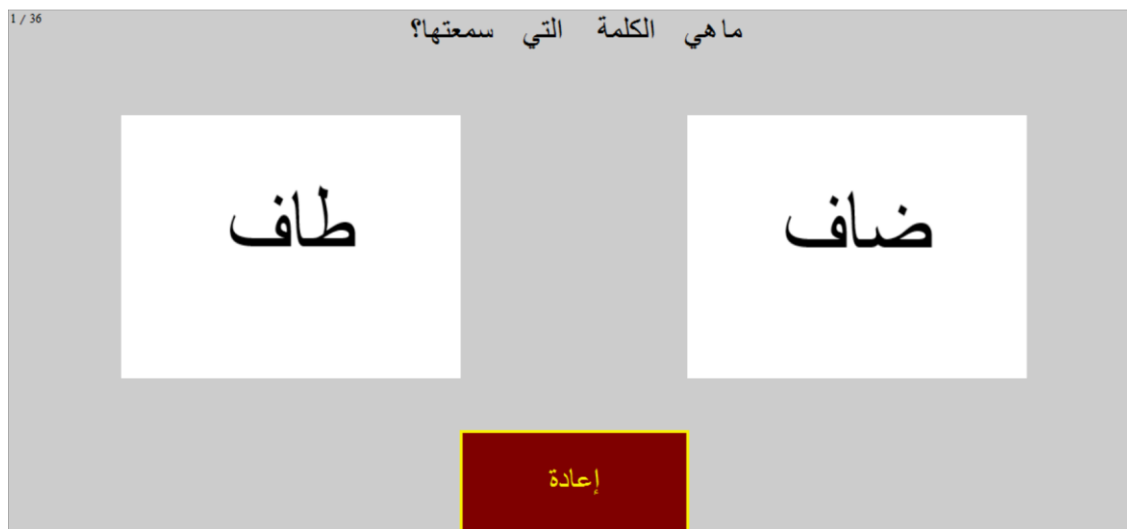 1 / 36
ما هي الكلمة التي سمعتها؟
ضاف
طاف
إعادة